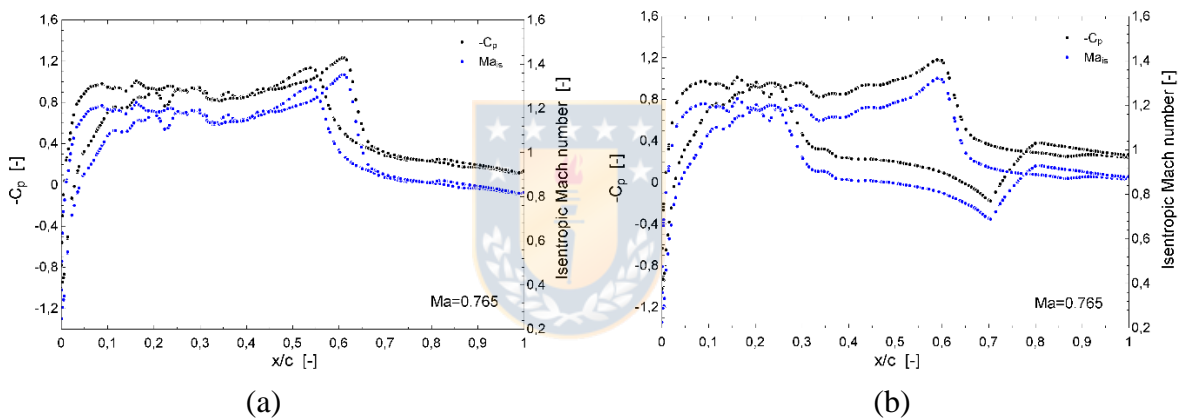 1,6
1,2
0,8
0,4
0
-0,4
-0,8
-1,2
-Cp [-]
-Cp
Mais
Ma=0.765
1,6
1,4
1,2
1
0,8
0,6
0,4
0,2
Isentropic Mach number [-]
0 0,1 0,2 0,3 0,4 0,5 0,6 0,7 0,8 0,9 1
x/c [-]
(a)
1,6
1,2
0,8
0,4
0
-0,4
-0,8
-1,2
-Cp [-]
-Cp
Mais
Ma=0.765
1,6
1,4
1,2
1
0,8
0,6
0,4
0,2
Isentropic Mach number [-]
0 0,1 0,2 0,3 0,4 0,5 0,6 0,7 0,8 0,9 1
x/c [-]
(b)